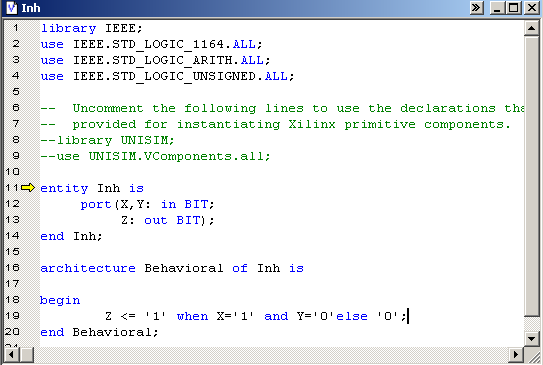 Inh
1 library IEEE;
2 use IEEE.STD_LOGIC_1164.ALL;
3 use IEEE.STD_LOGIC_ARITH.ALL;
4 use IEEE.STD_LOGIC_UNSIGNED.ALL;
5
6 --  Uncomment the following lines to use the declarations tha
7 --  provided for instantiating Xilinx primitive components.
8 --library UNISIM;
9 --use UNISIM.VComponents.all;
10
11 entity Inh is
12 port(X,Y: in BIT;
13 Z: out BIT);
14 end Inh;
15
16 architecture Behavioral of Inh is
17
18 begin
19 Z <= '1' when X='1' and Y='0'else '0';
20 end Behavioral;